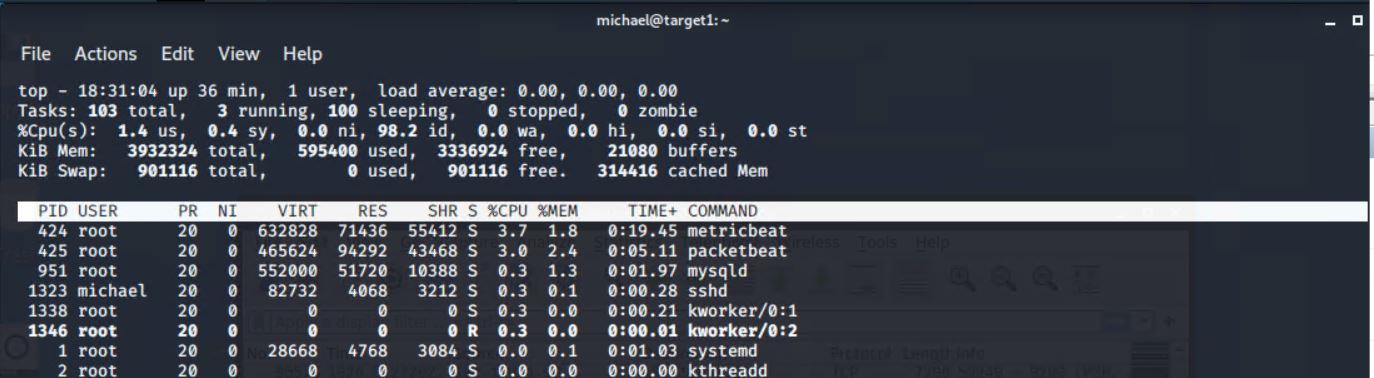 michael@target1: ~
File Actions Edit View Help
top - 18:31:04 up 36 min, 1 user, load average: 0.00, 0.00, 0.00
Tasks: 103 total, 3 running, 100 sleeping, 0 stopped, 0 zombie
%Cpu(s): 1.4 us, 0.4 sy, 0.0 ni, 98.2 id, 0.0 wa, 0.0 hi, 0.0 si, 0.0 st
KiB Mem: 3932324 total, 595400 used, 3336924 free, 21080 buffers
KiB Swap: 901116 total, 0 used, 901116 free. 314416 cached Mem
PID USER PR NI VIRT RES SHR S %CPU %MEM TIME+ COMMAND
424 root 20 0 632828 71436 55412 S 3.7 1.8 0:19.45 metricbeat
425 root 20 0 465624 94292 43468 S 3.0 2.4 0:05.11 packetbeat
Wireless Tools Help
951 root 20 0 552000 51720 10388 S 0.3 1.3 0:01.97 mysqld
1323 michael 20 0 82732 4068 3212 S 0.3 0.1 0:00.28 sshd
1338 root 20 0 0 0 0 S 0.3 0.0 0:00.21 kworker/0:1
1346 root 20 0 0 0 0 R 0.3 0.0 0:00.01 kworker/0:2
1 root 20 0 28668 4768 3084 S 0.0 0.1 0:01.03 systemd
Protocol Length Info
2 root 20 0 0 0 0 S 0.0 0.0 0:00.00 kthreadd